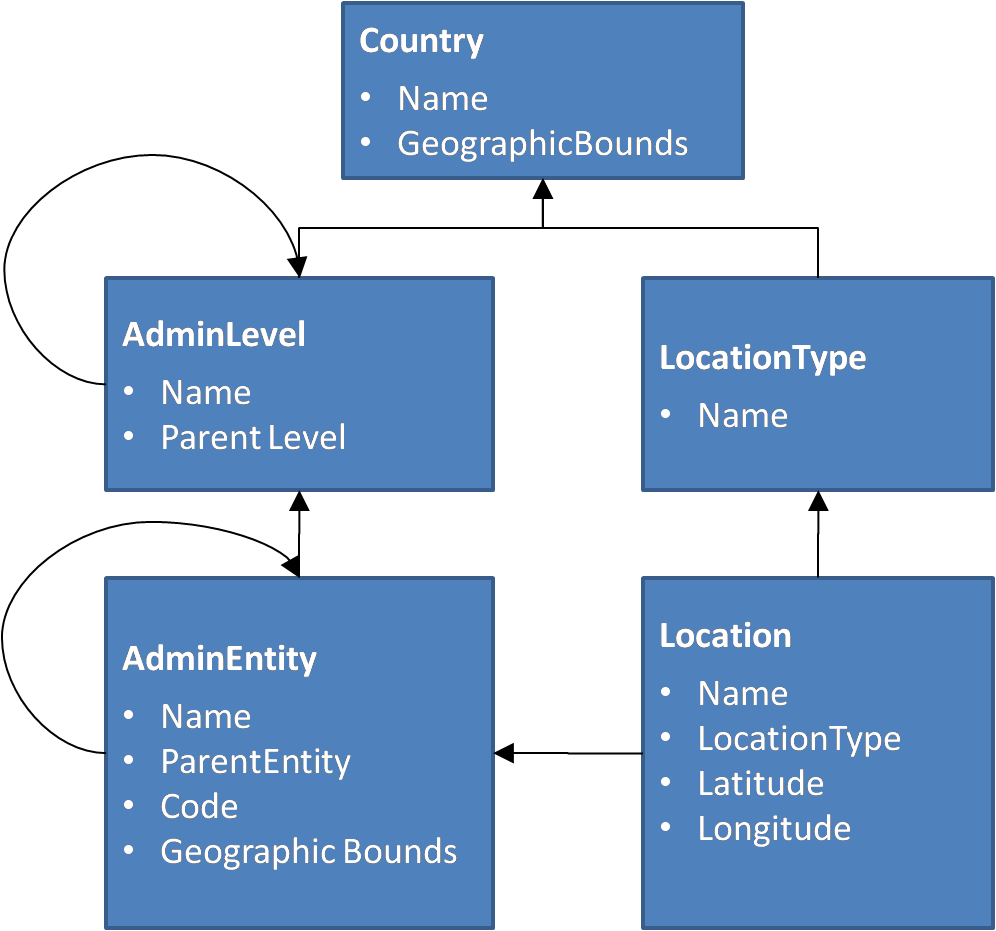 Country
• Name
• GeographicBounds
AdminLevel
• Name
• Parent Level
LocationType
• Name
AdminEntity
• Name
• ParentEntity
• Code
• Geographic Bounds
Location
• Name
• LocationType
• Latitude
• Longitude